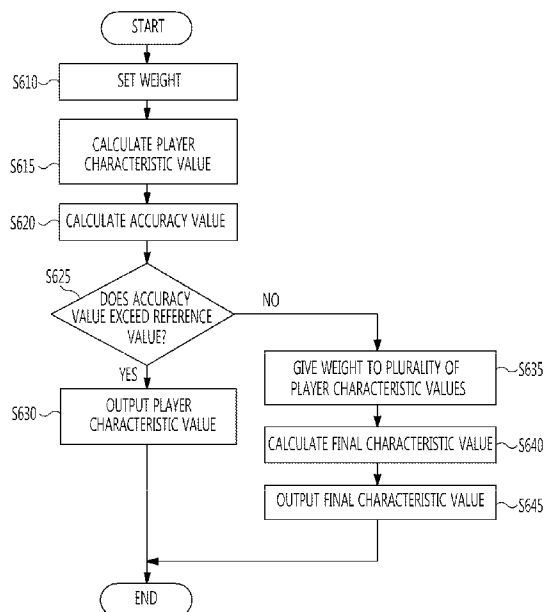 START
S610
SET WEIGHT
S615
CALCULATE PLAYER
CHARACTERISTIC VALUE
S620
CALCULATE ACCURACY VALUE
S625
DOES ACCURACY
VALUE EXCEED REFERENCE
VALUE?
NO
YES
S630
OUTPUT PLAYER
CHARACTERISTIC VALUE
GIVE WEIGHT TO PLURALITY OF
PLAYER CHARACTERISTIC VALUES
S635
CALCULATE FINAL CHARACTERISTIC VALUE
S640
OUTPUT FINAL CHARACTERISTIC VALUE
S645
END